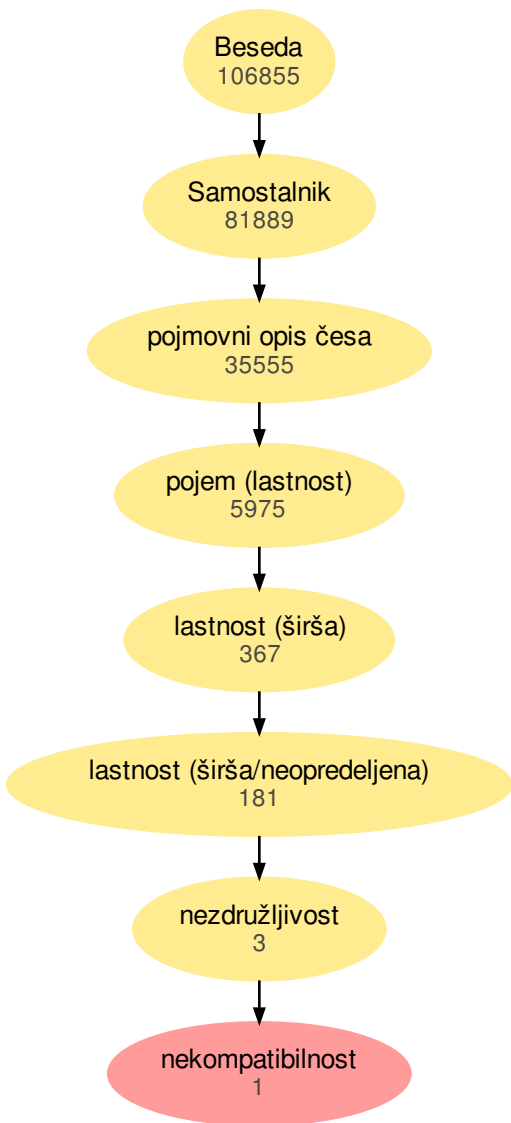 Beseda
106855
Samostalnik
81889
pojmovni opis česa
35555
pojem (lastnost)
5975
lastnost (širša)
367
lastnost (širša/neopredeljena)
181
nezdružljivost
3
nekompatibilnost
1